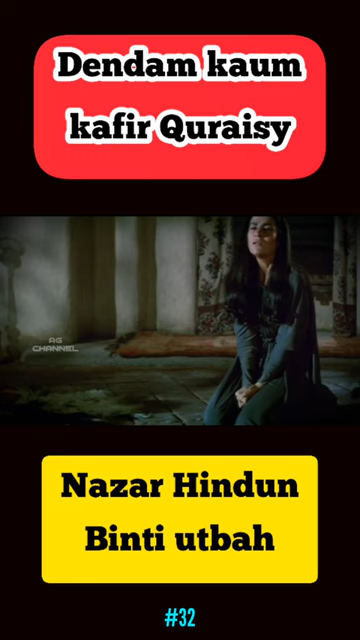 Dendam kaum
kafir Quraisy
AG
CHANNEL
Nazar Hindun
Binti utbah
#32